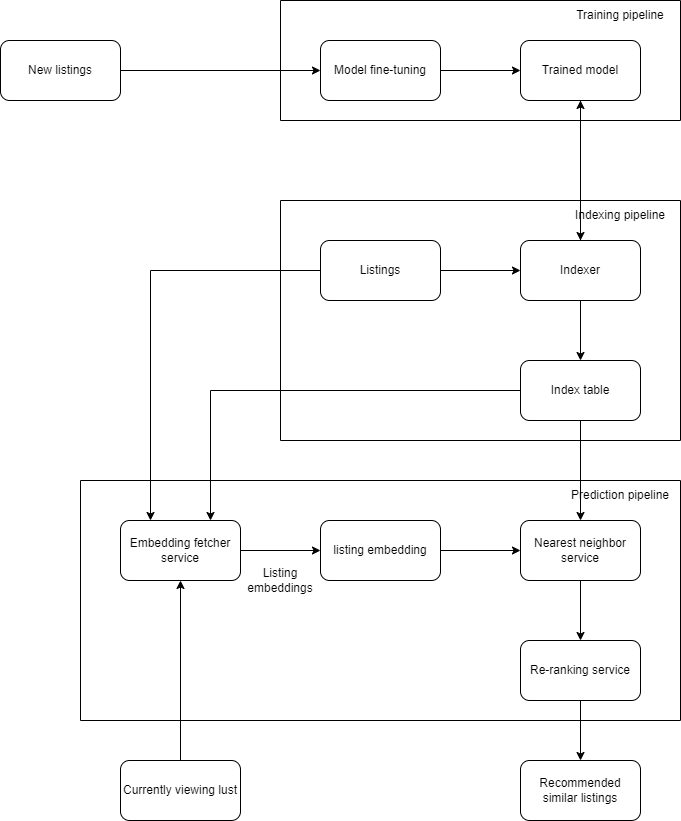 Training pipeline
New listings
Model fine-tuning
Trained model
Indexing pipeline
Listings
Indexer
Index table
Prediction pipeline
Embedding fetcher
service
Listing
embeddings
listing embedding
Nearest neighbor
service
Re-ranking service
Currently viewing lust
Recommended
similar listings